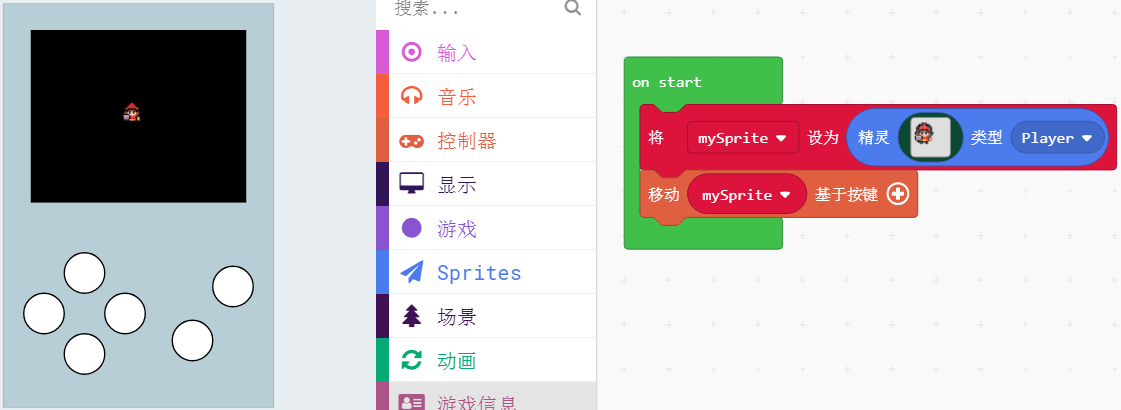 搜索...
输入
音乐
控制器
显示
游戏
Sprites
场景
动画
游戏信息
on start
将 mySprite 设为 精灵 类型 Player
移动 mySprite 基于按键